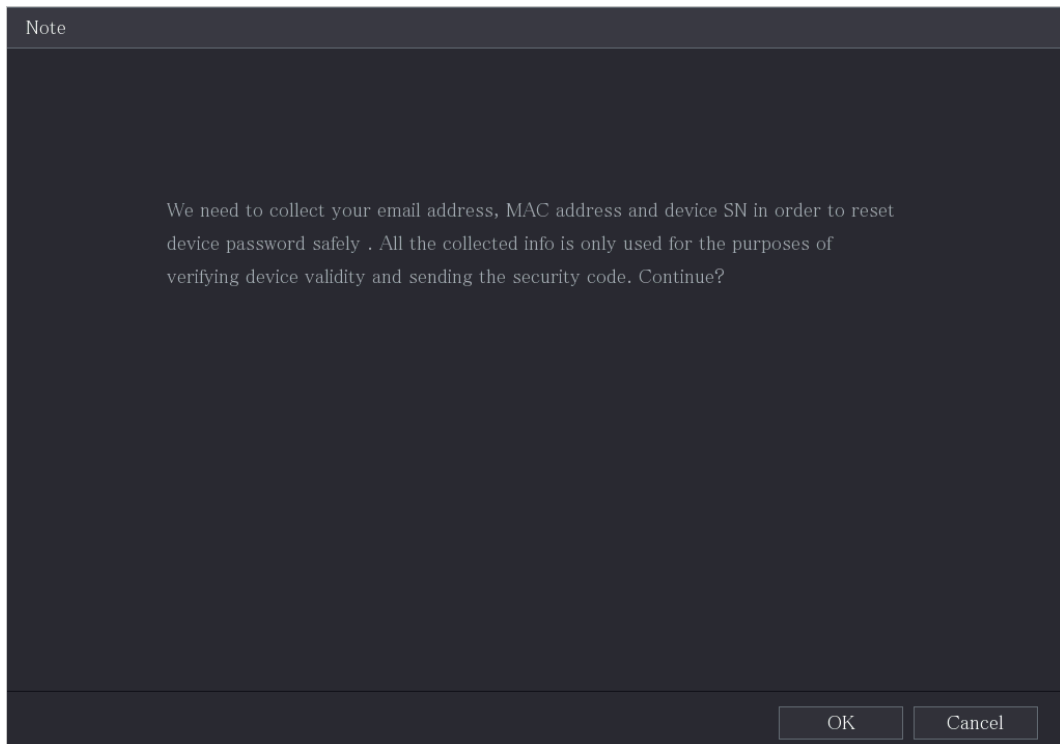 Note
We need to collect your email address, MAC address and device SN in order to reset
device password safely . All the collected info is only used for the purposes of
verifying device validity and sending the security code. Continue?
OK
Cancel